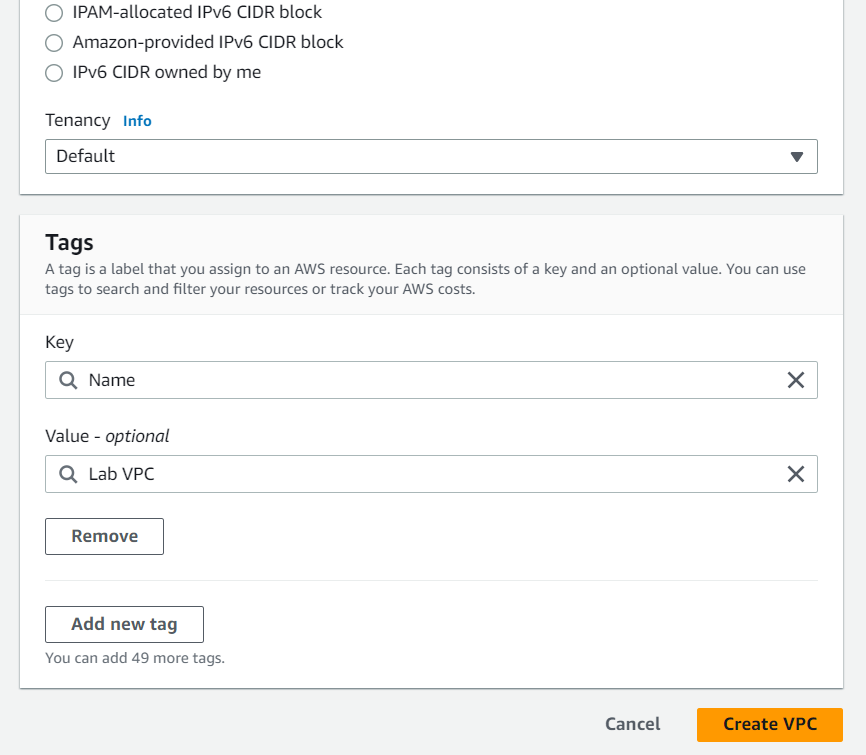 IPAM-allocated IPv6 CIDR block
Amazon-provided IPv6 CIDR block
IPv6 CIDR owned by me
Tenancy Info
Default
Tags
A tag is a label that you assign to an AWS resource. Each tag consists of a key and an optional value. You can use
tags to search and filter your resources or track your AWS costs.
Key
Name
Value - optional
Lab VPC
Remove
Add new tag
You can add 49 more tags.
Cancel Create VPC